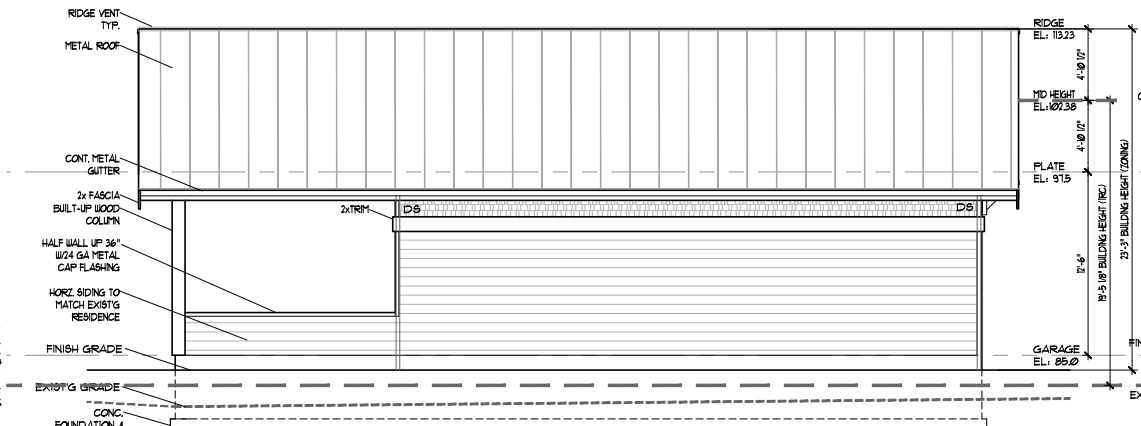 RIDGE VENT
TYP.
METAL ROOF
CONT. METAL
GUTTER
2x FASCIA
BUILT-UP WOOD
COLUMN
HALF WALL UP 36"
W/24 GA METAL
CAP FLASHING
HORZ. SIDING TO
MATCH EXIST'G
RESIDENCE
FINISH GRADE
EXIST'G GRADE
CONC.
FOUNDATION &
2xTRIM
DS
DS
RIDGE
EL: 113.23
MID HEIGHT
EL:102.38
PLATE
EL: 97.5
GARAGE
EL: 85.0
4'-10 1/2"
4'-10 1/2"
12'-6"
19'-5 1/8" BUILDING HEIGHT (IRC)
23'-3" BUILDING HEIGHT (ZONING)
FIN
EX